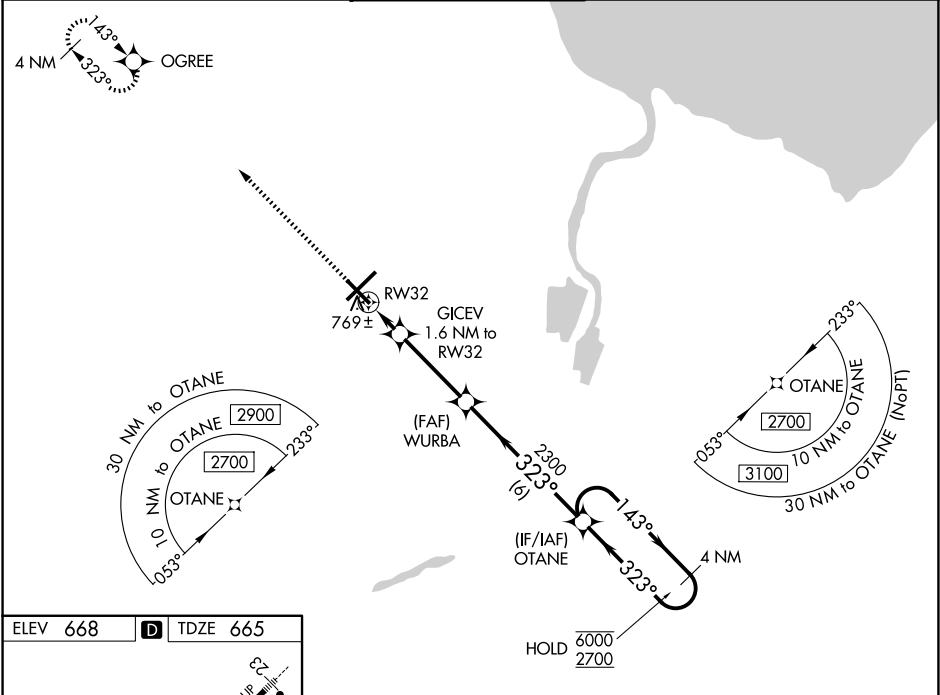 143°
4 NM
323°
OGREE
RW32
769±
GICEV
1.6 NM to
RW32
(FAF)
WURBA
2300
323°
(6)
(IF/IAF)
OTANE
143°
323°
4 NM
HOLD 6000
2700
30 NM to OTANE
2900
10 NM to OTANE
2700
233°
OTANE
053°
233°
OTANE
2700
10 NM to OTANE
3100
30 NM to OTANE (NoPT)
053°
ELEV 668 D TDZE 665
23
UP